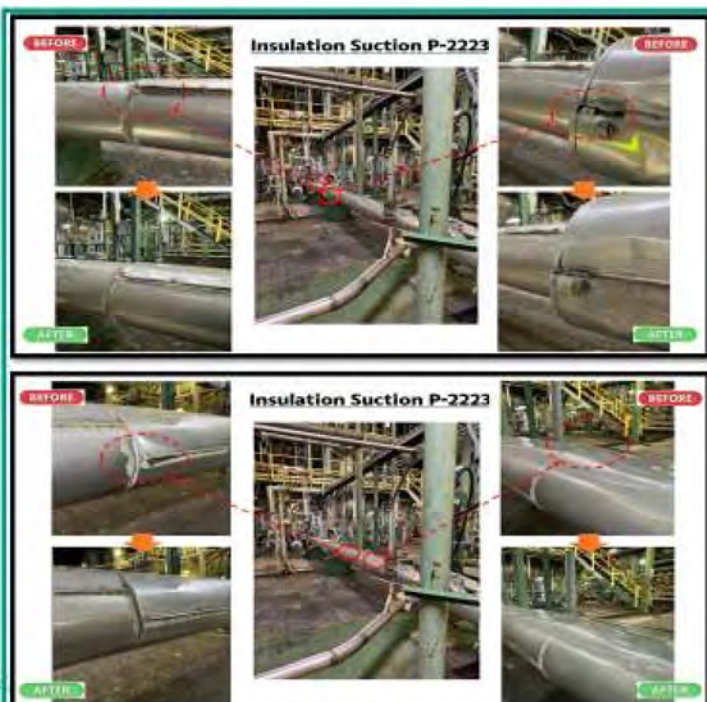 BEFORE
Insulation Suction P-2223
BEFORE
AFTER
AFTER
BEFORE
Insulation Suction P-2223
BEFORE
AFTER
AFTER